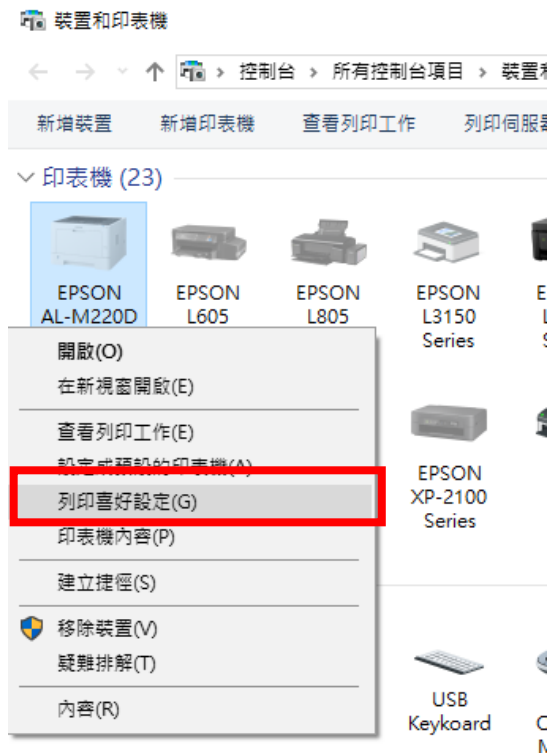 裝置和印表機
控制台 › 所有控制台項目 › 裝置和
新增裝置 新增印表機 查看列印工作 列印伺服器
印表機 (23)
EPSON AL-M220D
EPSON L605
EPSON L805
EPSON L3150 Series
開啟(O)
在新視窗開啟(E)
查看列印工作(E)
設定成預設的印表機(A)
列印喜好設定(G)
印表機內容(P)
建立捷徑(S)
移除裝置(V)
疑難排解(T)
內容(R)
EPSON
XP-2100
Series
USB
Keykoard